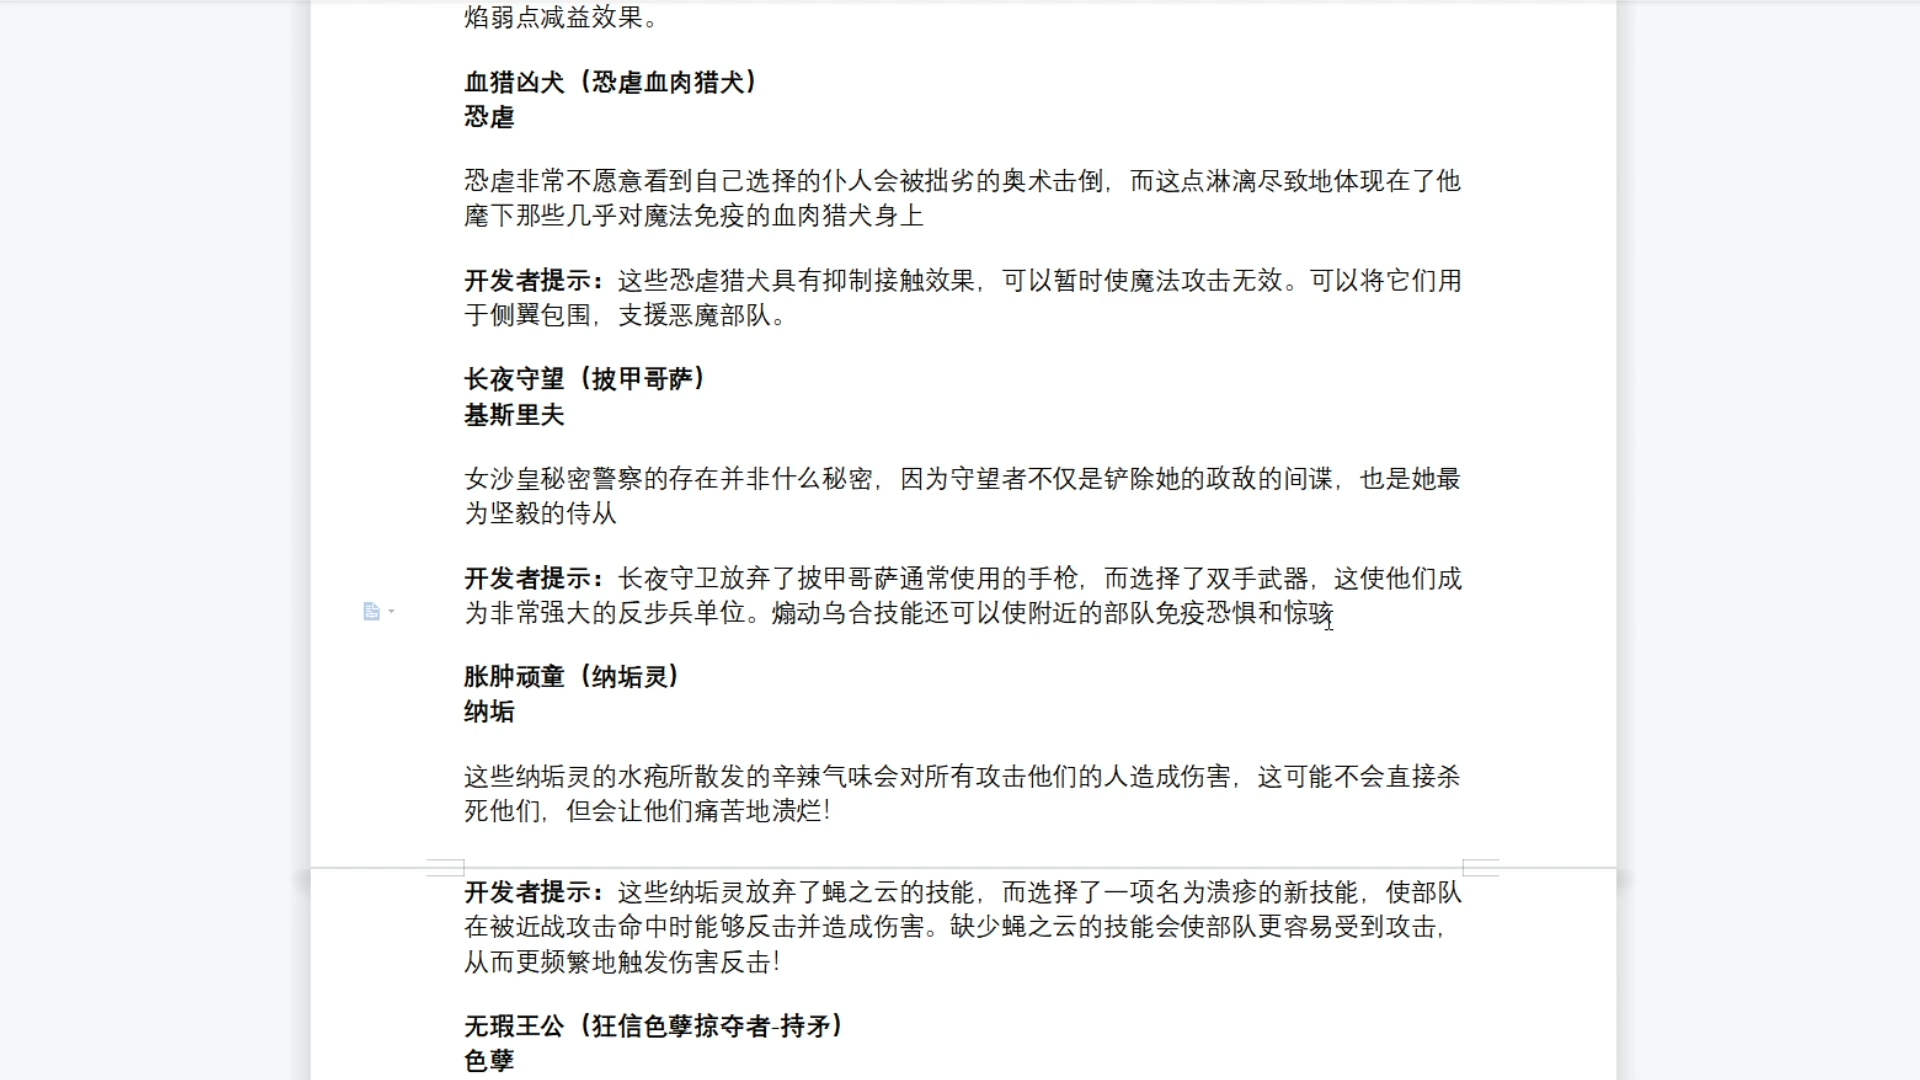 焰弱点减益效果。
血猎凶犬（恐虐血肉猎犬）
恐虐
恐虐非常不愿意看到自己选择的仆人会被拙劣的奥术击倒，而这点淋漓尽致地体现在了他
麾下那些几乎对魔法免疫的血肉猎犬身上
开发者提示：这些恐虐猎犬具有抑制接触效果，可以暂时使魔法攻击无效。可以将它们用
于侧翼包围，支援恶魔部队。
长夜守望（披甲哥萨）
基斯里夫
女沙皇秘密警察的存在并非什么秘密，因为守望者不仅是铲除她的政敌的间谍，也是她最
为坚毅的侍从
开发者提示：长夜守卫放弃了披甲哥萨通常使用的手枪，而选择了双手武器，这使他们成
为非常强大的反步兵单位。煽动乌合技能还可以使附近的部队免疫恐惧和惊骇
胀肿顽童（纳垢灵）
纳垢
这些纳垢灵的水疱所散发的辛辣气味会对所有攻击他们的人造成伤害，这可能不会直接杀
死他们，但会让他们痛苦地溃烂！
开发者提示：这些纳垢灵放弃了蝇之云的技能，而选择了一项名为溃疹的新技能，使部队
在被近战攻击命中时能够反击并造成伤害。缺少蝇之云的技能会使部队更容易受到攻击，
从而更频繁地触发伤害反击！
无瑕王公（狂信色孽掠夺者-持矛）
色孽